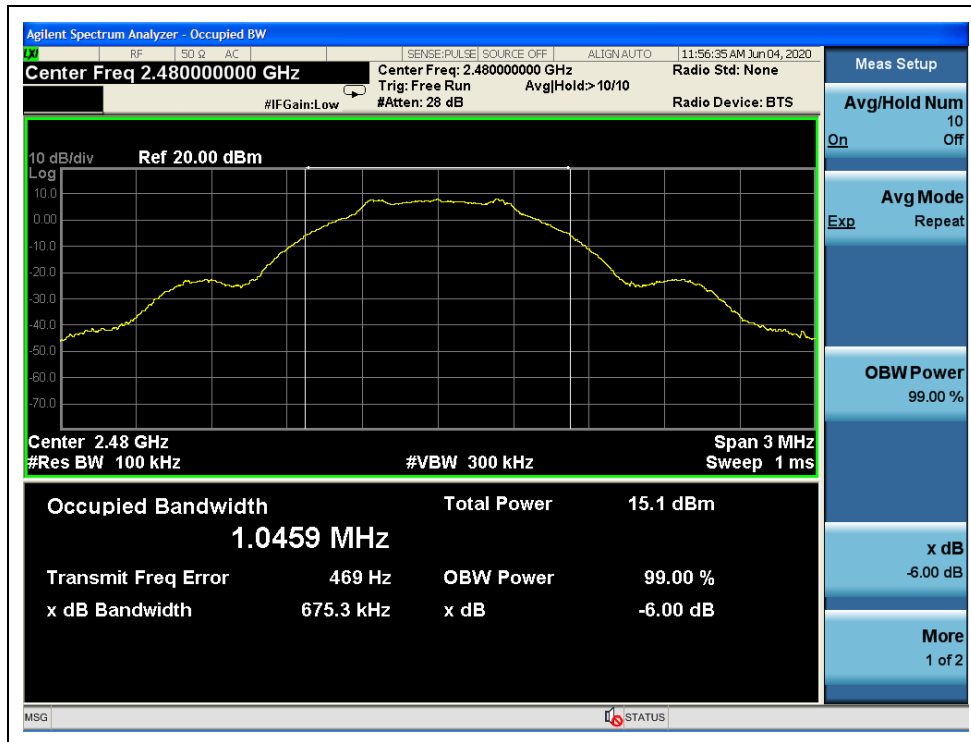 Agilent Spectrum Analyzer - Occupied BW
LXI RF 50 Ω AC SENSE:PULSE SOURCE OFF ALIGN AUTO 11:56:35 AM Jun 04, 2020
Center Freq 2.480000000 GHz
Center Freq: 2.480000000 GHz
Radio Std: None
Trig: Free Run
Avg|Hold:>10/10
#IFGain:Low
#Atten: 28 dB
Radio Device: BTS
10 dB/div
Ref 20.00 dBm
Log
10.0
0.00
-10.0
-20.0
-30.0
-40.0
-50.0
-60.0
-70.0
Center 2.48 GHz
Span 3 MHz
#Res BW 100 kHz
#VBW 300 kHz
Sweep 1 ms
Occupied Bandwidth
Total Power 15.1 dBm
1.0459 MHz
Transmit Freq Error 469 Hz
OBW Power 99.00 %
x dB Bandwidth 675.3 kHz
x dB -6.00 dB
Meas Setup
Avg/Hold Num
10
On Off
Avg Mode
Exp Repeat
OBW Power
99.00 %
x dB
-6.00 dB
More
1 of 2
MSG
STATUS